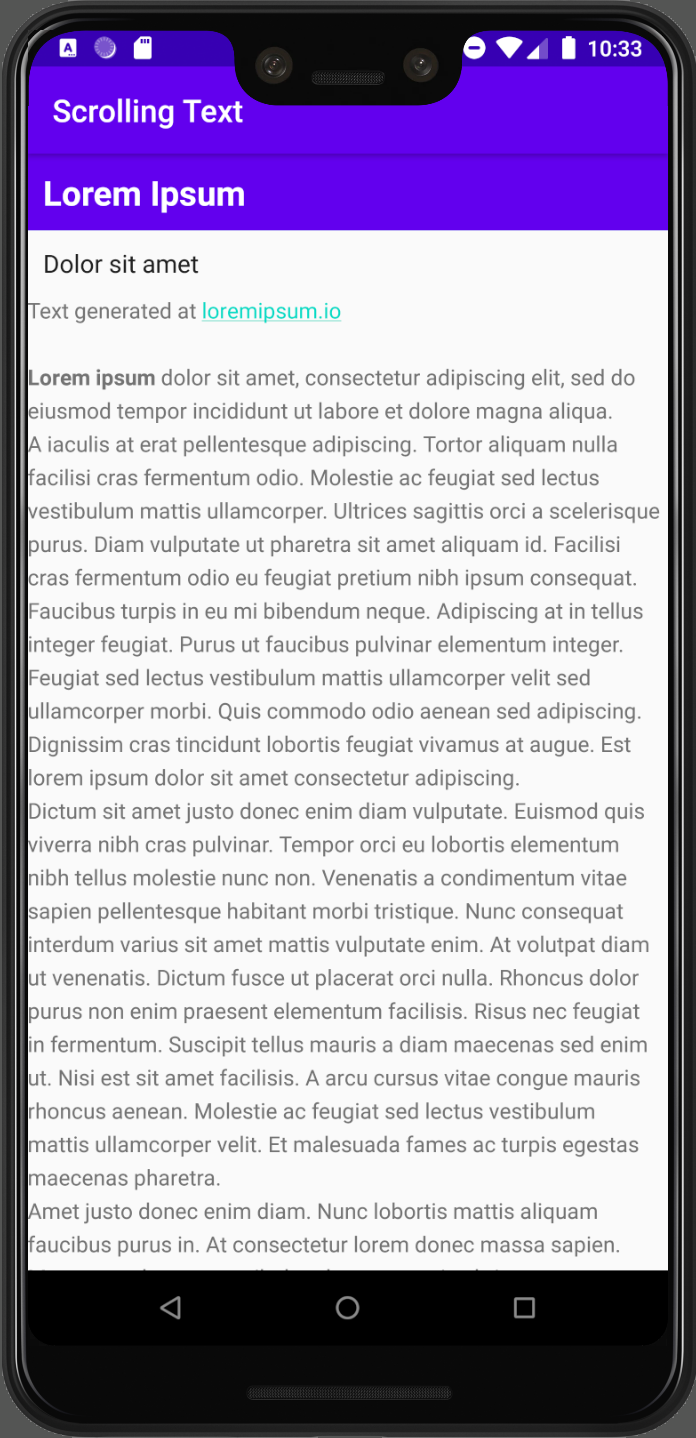 A
10:33
Scrolling Text
Lorem Ipsum
Dolor sit amet
Text generated at loremipsum.io
Lorem ipsum dolor sit amet, consectetur adipiscing elit, sed do
eiusmod tempor incididunt ut labore et dolore magna aliqua.
A iaculis at erat pellentesque adipiscing. Tortor aliquam nulla
facilisi cras fermentum odio. Molestie ac feugiat sed lectus
vestibulum mattis ullamcorper. Ultrices sagittis orci a scelerisque
purus. Diam vulputate ut pharetra sit amet aliquam id. Facilisi
cras fermentum odio eu feugiat pretium nibh ipsum consequat.
Faucibus turpis in eu mi bibendum neque. Adipiscing at in tellus
integer feugiat. Purus ut faucibus pulvinar elementum integer.
Feugiat sed lectus vestibulum mattis ullamcorper velit sed
ullamcorper morbi. Quis commodo odio aenean sed adipiscing.
Dignissim cras tincidunt lobortis feugiat vivamus at augue. Est
lorem ipsum dolor sit amet consectetur adipiscing.
Dictum sit amet justo donec enim diam vulputate. Euismod quis
viverra nibh cras pulvinar. Tempor orci eu lobortis elementum
nibh tellus molestie nunc non. Venenatis a condimentum vitae
sapien pellentesque habitant morbi tristique. Nunc consequat
interdum varius sit amet mattis vulputate enim. At volutpat diam
ut venenatis. Dictum fusce ut placerat orci nulla. Rhoncus dolor
purus non enim praesent elementum facilisis. Risus nec feugiat
in fermentum. Suscipit tellus mauris a diam maecenas sed enim
ut. Nisi est sit amet facilisis. A arcu cursus vitae congue mauris
rhoncus aenean. Molestie ac feugiat sed lectus vestibulum
mattis ullamcorper velit. Et malesuada fames ac turpis egestas
maecenas pharetra.
Amet justo donec enim diam. Nunc lobortis mattis aliquam
faucibus purus in. At consectetur lorem donec massa sapien.